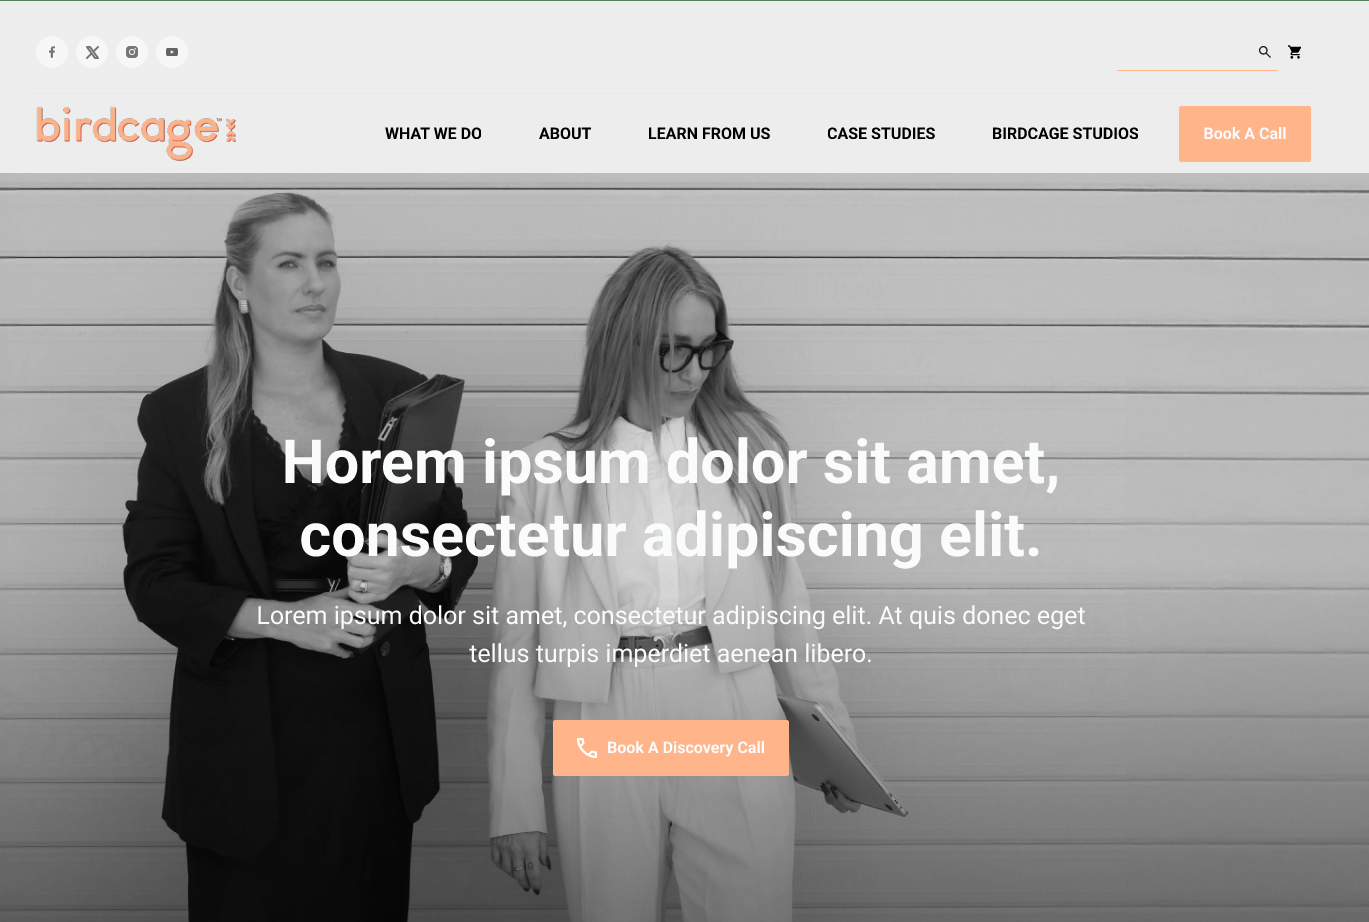 birdcage™
WHAT WE DO
ABOUT
LEARN FROM US
CASE STUDIES
BIRDCAGE STUDIOS
Book A Call
Horem ipsum dolor sit amet,
consectetur adipiscing elit.
Lorem ipsum dolor sit amet, consectetur adipiscing elit. At quis donec eget
tellus turpis imperdiet aenean libero.
Book A Discovery Call